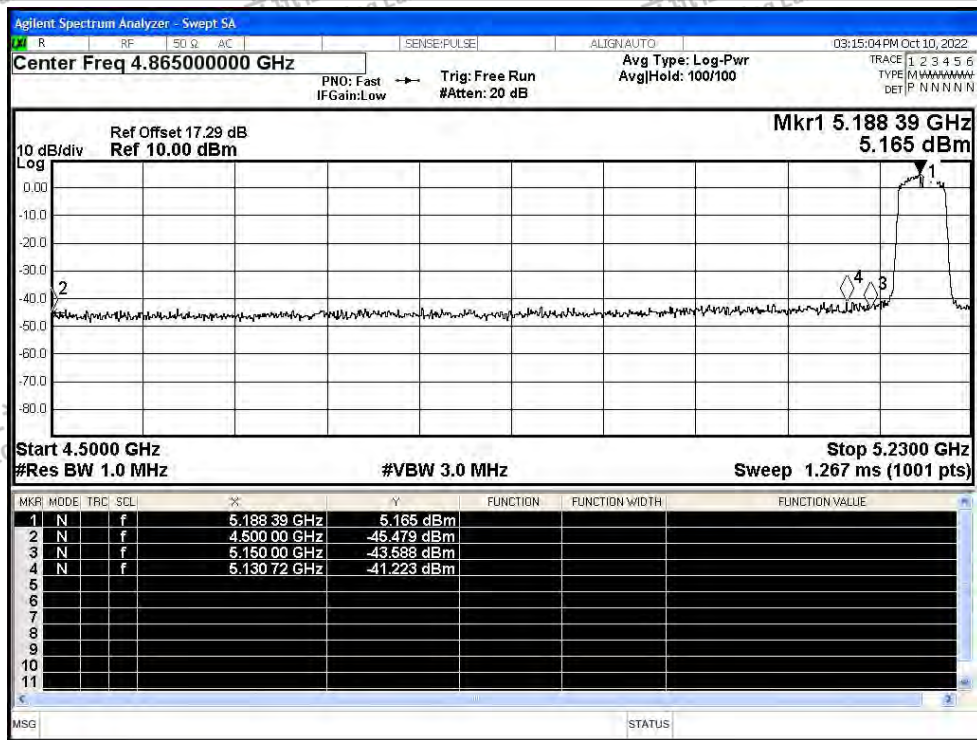 Agilent Spectrum Analyzer - Swept SA
R RF 50 Ω AC SENSE:PULSE ALIGNAUTO 03:15:04 PM Oct 10, 2022
Center Freq 4.865000000 GHz
PNO: Fast
IFGain:Low
Trig: Free Run
#Atten: 20 dB
Avg Type: Log-Pwr
Avg|Hold: 100/100
TRACE 1 2 3 4 5 6
TYPE M
DET P N N N N N
Ref Offset 17.29 dB
10 dB/div Ref 10.00 dBm
Mkr1 5.188 39 GHz
5.165 dBm
Log
1
0.00
-10.0
-20.0
-30.0
4
3
2
-40.0
-50.0
-60.0
-70.0
-80.0
Start 4.5000 GHz Stop 5.2300 GHz
#Res BW 1.0 MHz #VBW 3.0 MHz Sweep 1.267 ms (1001 pts)
MKR MODE TRC SCL X Y FUNCTION FUNCTION WIDTH FUNCTION VALUE
1 N f 5.188 39 GHz 5.165 dBm
2 N f 4.500 00 GHz -45.479 dBm
3 N f 5.150 00 GHz -43.588 dBm
4 N f 5.130 72 GHz -41.223 dBm
5
6
7
8
9
10
11
MSG STATUS